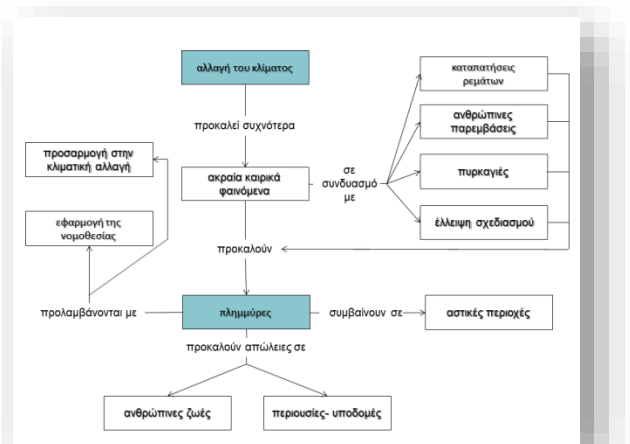 αλλαγή του κλίματος
καταπατήσεις
ρεμάτων
προκαλεί συχνότερα
ανθρώπινες
παρεμβάσεις
προσαρμογή στην
κλιματική αλλαγή
ακραία καιρικά
φαινόμενα
σε
συνδυασμό
με
πυρκαγιές
εφαρμογή της
νομοθεσίας
έλλειψη σχεδιασμού
προκαλούν
προλαμβάνονται με
πλημμύρες
συμβαίνουν σε
αστικές περιοχές
προκαλούν απώλειες σε
ανθρώπινες ζωές
περιουσίες- υποδομές